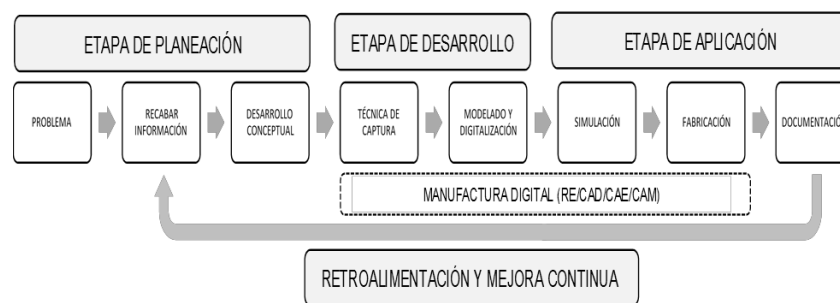 ETAPA DE PLANEACIÓN
ETAPA DE DESARROLLO
ETAPA DE APLICACIÓN
PROBLEMA
RECABAR
INFORMACIÓN
DESARROLLO
CONCEPTUAL
TÉCNICA DE
CAPTURA
MODELADO Y
DIGITALIZACIÓN
SIMULACIÓN
FABRICACIÓN
DOCUMENTACIÓ
MANUFACTURA DIGITAL (RE/CAD/CAE/CAM)
RETROALIMENTACIÓN Y MEJORA CONTINUA